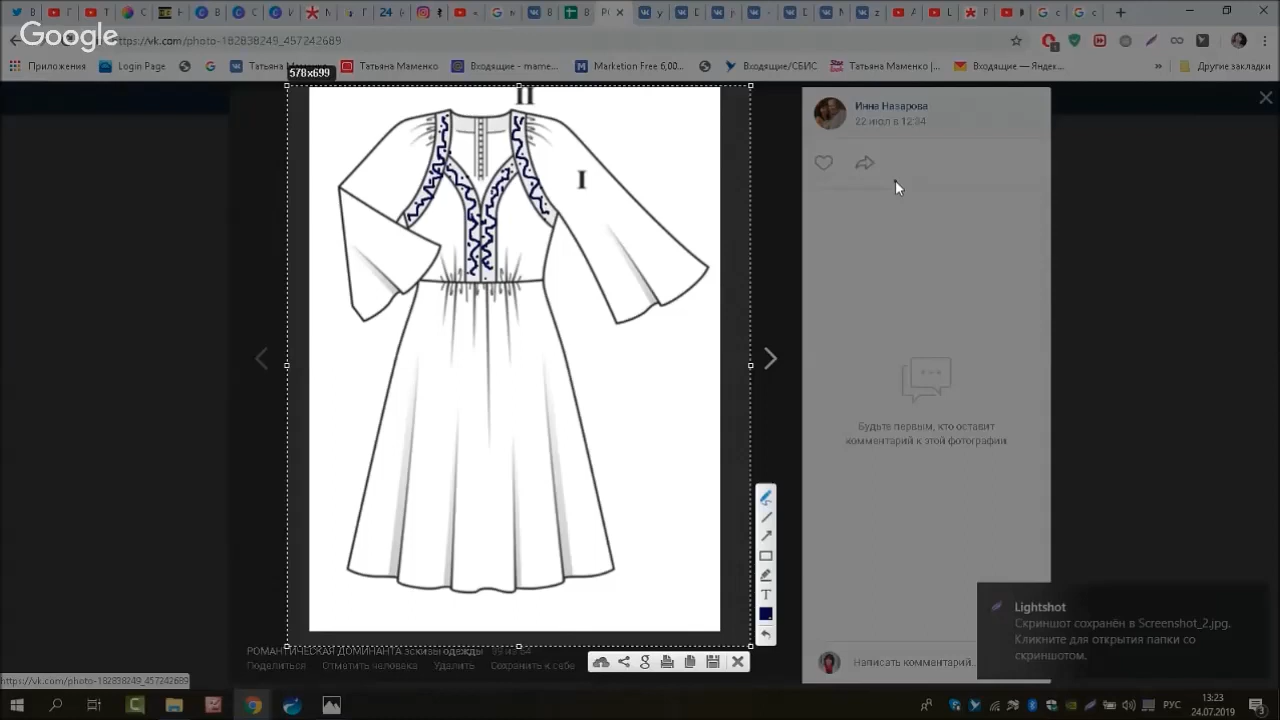 Google
https://vk.com/photo-182838249_457242689
Приложения
Login Page
Татьяна Маменко
Татьяна Маменко
Входящие - mame...
Marketion Free 6,00...
Входящие/СБИС
Татьяна Маменко |...
Входящие — Яндек...
»
Другие закладки
578x699
II
I
Инна Назарова
22 июл в 12:34
Будьте первым, кто оставит
комментарий к этой фотографии
Lightshot
Скриншот сохранён в Screenshot_2.jpg.
Кликните для открытия папки со
скриншотом.
РОМАНТИЧЕСКАЯ ДОМИНАНТА эскизы одежды
Поделиться
Отметить человека
Удалить
Сохранить к себе
Написать комментарий...
https://vk.com/photo-182838249_457242689
T
РУС
13:23
24.07.2019